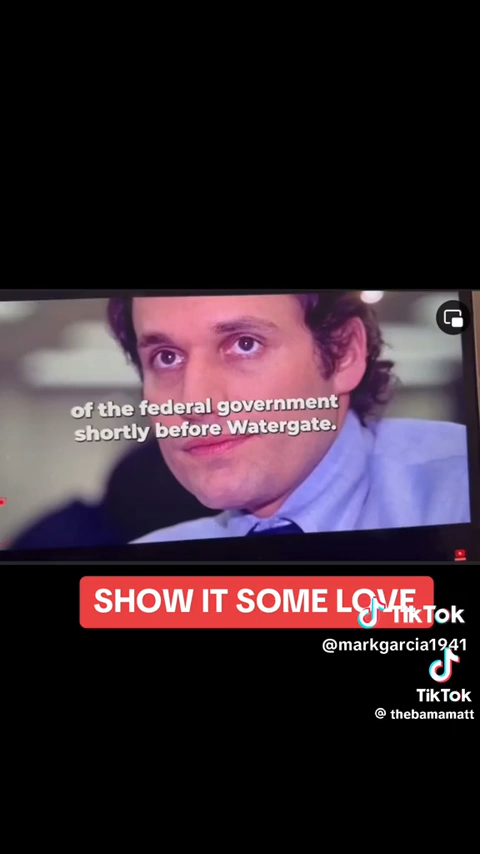 of the federal government
shortly before Watergate.
SHOW IT SOME LOVE
TikTok
@markgarcia1941
TikTok
@ thebamamatt